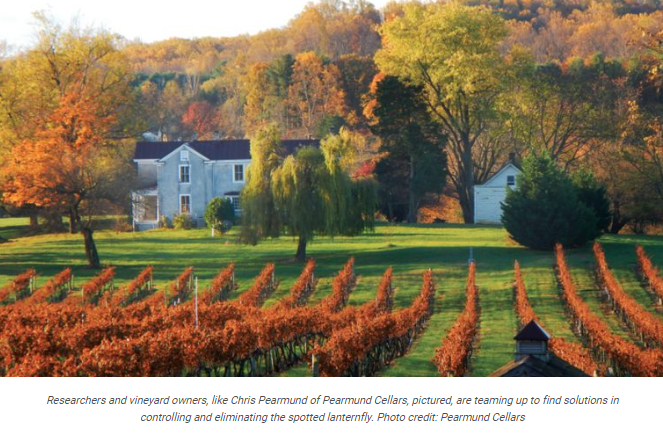 Researchers and vineyard owners, like Chris Pearmund of Pearmund Cellars, pictured, are teaming up to find solutions in
controlling and eliminating the spotted lanternfly. Photo credit: Pearmund Cellars